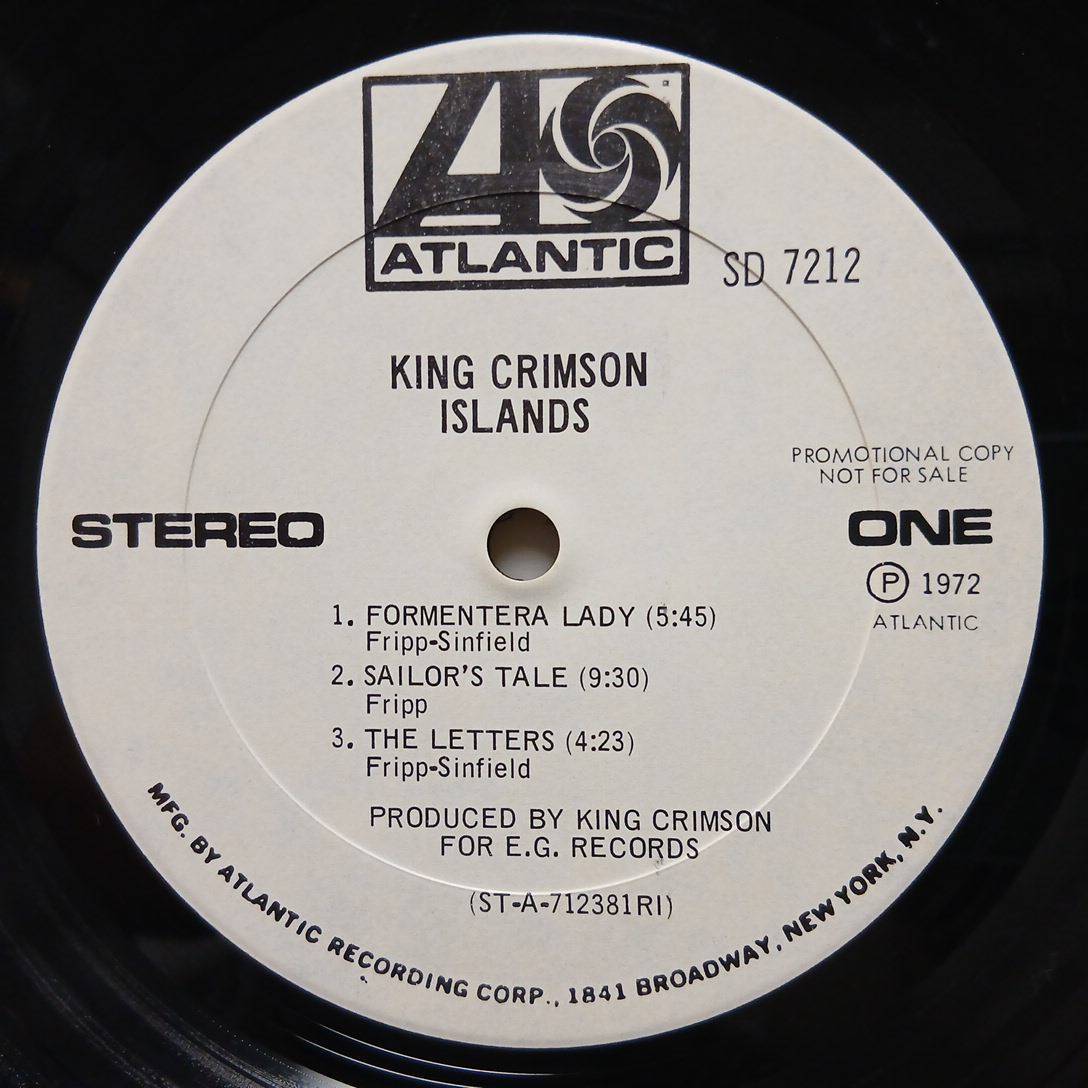 ATLANTIC
SD 7212
KING CRIMSON
ISLANDS
PROMOTIONAL COPY
NOT FOR SALE
STEREO
ONE
Ⓟ 1972
ATLANTIC
1. FORMENTERA LADY (5:45)
Fripp-Sinfield
2. SAILOR'S TALE (9:30)
Fripp
3. THE LETTERS (4:23)
Fripp-Sinfield
PRODUCED BY KING CRIMSON
FOR E.G. RECORDS
(ST-A-712381RI)
MFG. BY ATLANTIC RECORDING CORP., 1841 BROADWAY, NEW YORK, N.Y.